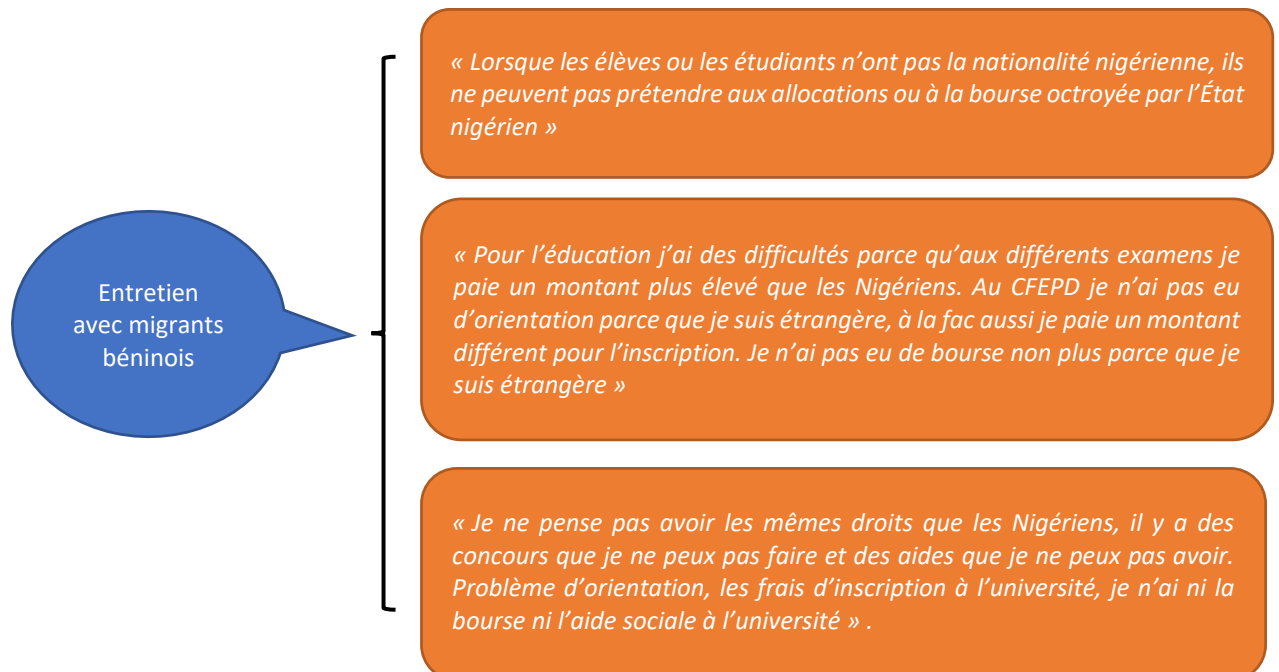 Entretien
avec migrants
béninois
« Lorsque les élèves ou les étudiants n’ont pas la nationalité nigérienne, ils
ne peuvent pas prétendre aux allocations ou à la bourse octroyée par l’État
nigérien »
« Pour l’éducation j’ai des difficultés parce qu’aux différents examens je
paie un montant plus élevé que les Nigériens. Au CFEPD je n’ai pas eu
d’orientation parce que je suis étrangère, à la fac aussi je paie un montant
différent pour l’inscription. Je n’ai pas eu de bourse non plus parce que je
suis étrangère »
« Je ne pense pas avoir les mêmes droits que les Nigériens, il y a des
concours que je ne peux pas faire et des aides que je ne peux pas avoir.
Problème d’orientation, les frais d’inscription à l’université, je n’ai ni la
bourse ni l’aide sociale à l’université » .